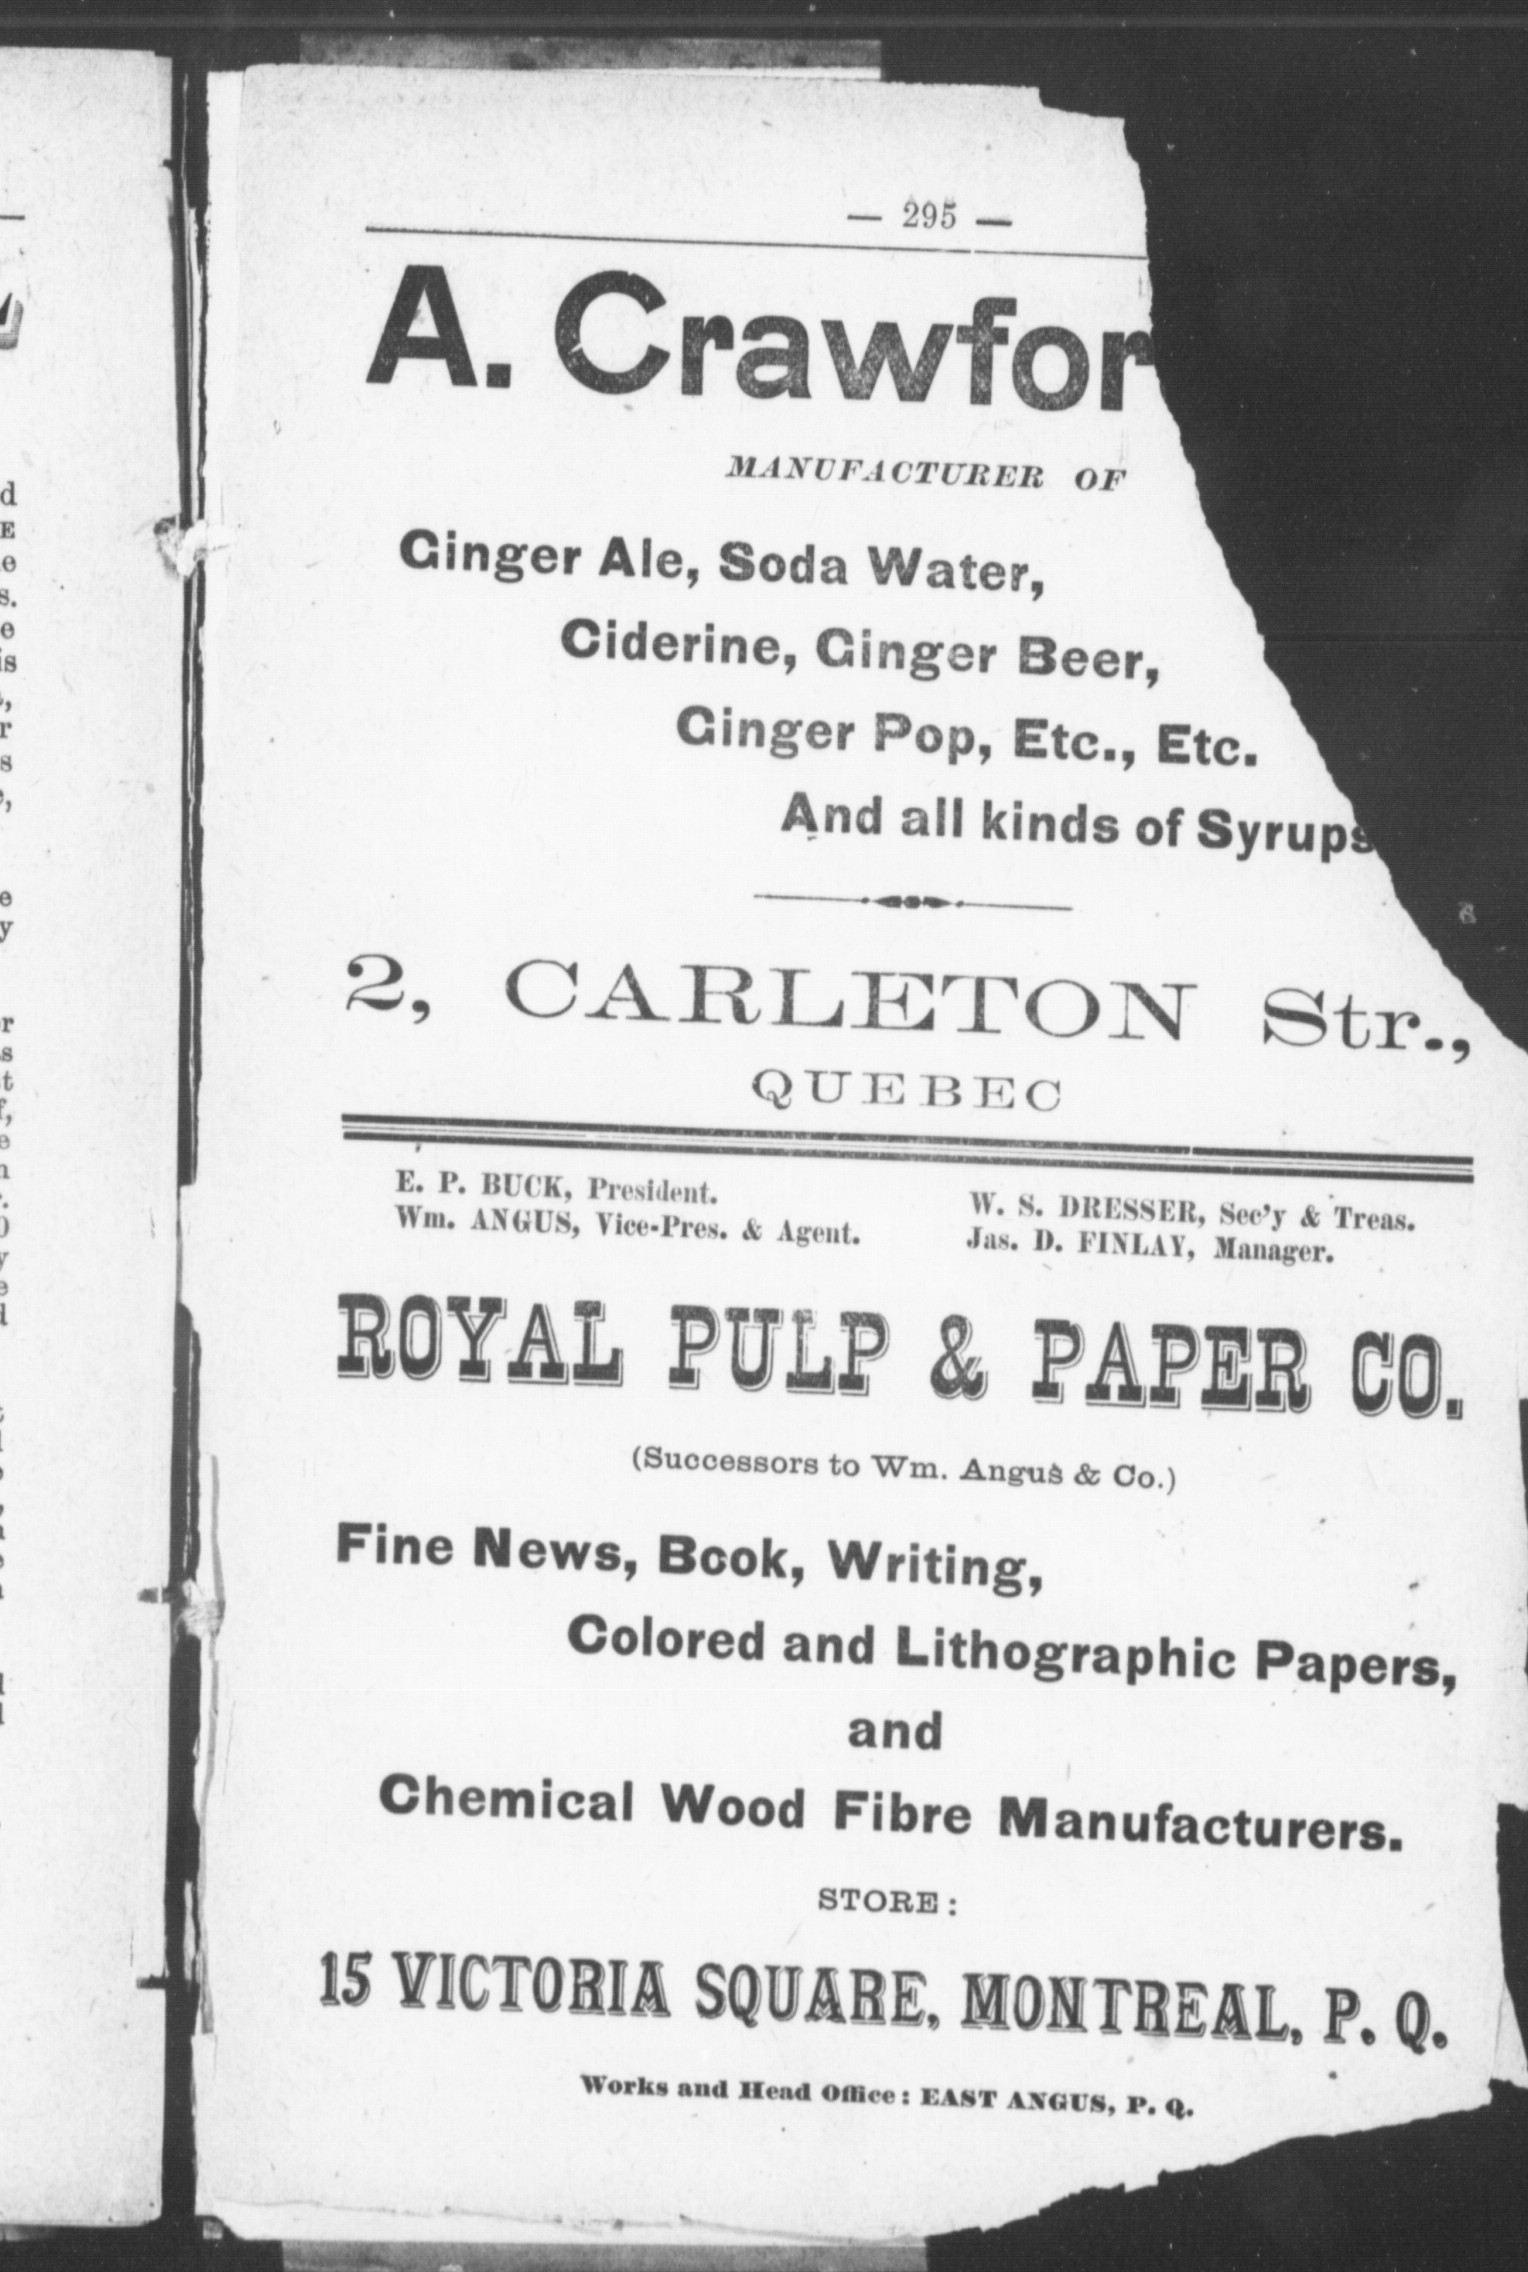 — 295 —
A. Crawfor
MANUFACTURER OF
Ginger Ale, Soda Water,
Ciderine, Ginger Beer,
Ginger Pop, Etc., Etc.
And all kinds of Syrups
2, CARLETON Str.,
QUEBEC
E. P. BUCK, President.
Wm. ANGUS, Vice-Pres. & Agent.
W. S. DRESSER, Sec'y & Treas.
Jas. D. FINLAY, Manager.
ROYAL PULP & PAPER CO.
(Successors to Wm. Angus & Co.)
Fine News, Book, Writing,
Colored and Lithographic Papers,
and
Chemical Wood Fibre Manufacturers.
STORE:
15 VICTORIA SQUARE, MONTREAL, P. Q.
Works and Head Office: EAST ANGUS, P. Q.